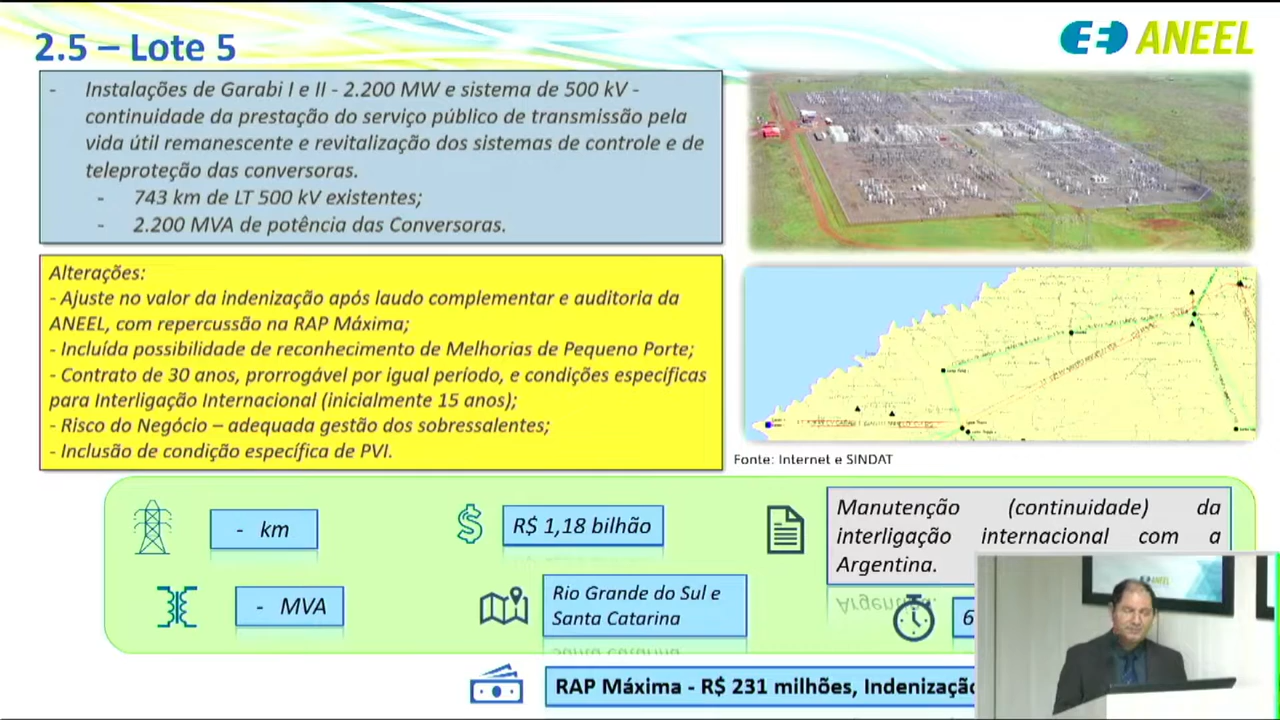 2.5 – Lote 5
ANEEL
- Instalações de Garabi I e II - 2.200 MW e sistema de 500 kV -
continuidade da prestação do serviço público de transmissão pela
vida útil remanescente e revitalização dos sistemas de controle e de
teleproteção das conversoras.
- 743 km de LT 500 kV existentes;
- 2.200 MVA de potência das Conversoras.
Alterações:
- Ajuste no valor da indenização após laudo complementar e auditoria da
ANEEL, com repercussão na RAP Máxima;
- Incluída possibilidade de reconhecimento de Melhorias de Pequeno Porte;
- Contrato de 30 anos, prorrogável por igual período, e condições específicas
para Interligação Internacional (inicialmente 15 anos);
- Risco do Negócio – adequada gestão dos sobressalentes;
- Inclusão de condição específica de PVI.
Fonte: Internet e SINDAT
- km
R$ 1,18 bilhão
Manutenção (continuidade) da
interligação internacional com a
Argentina.
- MVA
Rio Grande do Sul e
Santa Catarina
6
RAP Máxima - R$ 231 milhões, Indenização
ANEEL